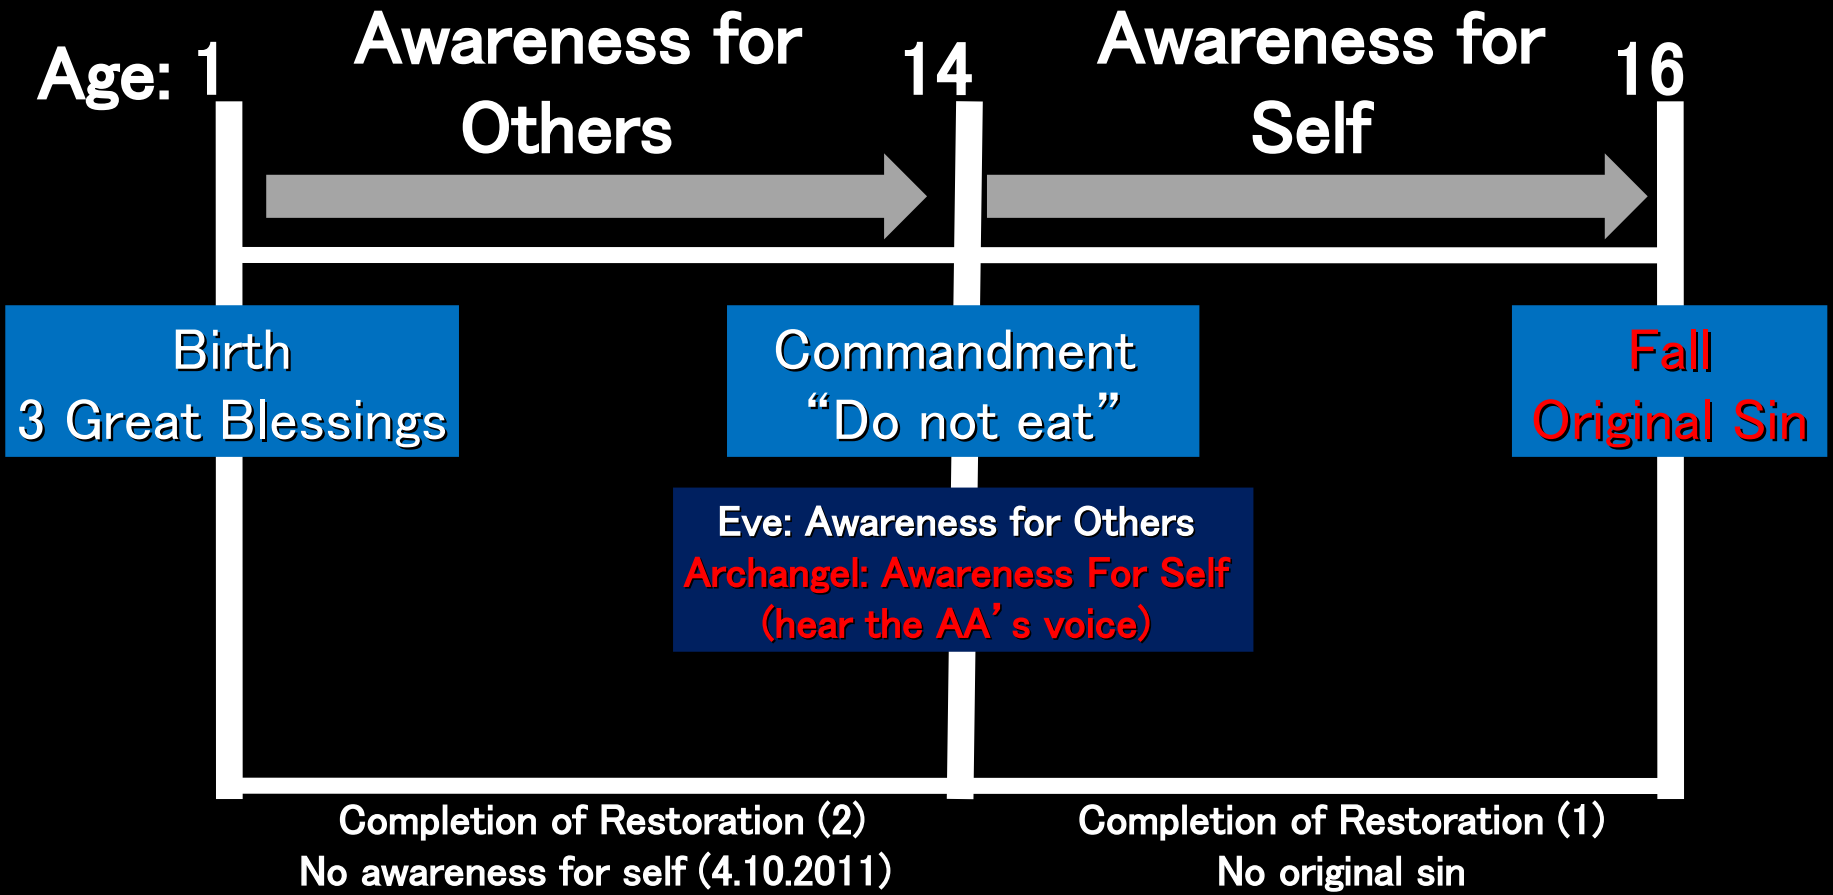 Age: 1
Awareness for
Others
14
Awareness for
Self
16
Birth
3 Great Blessings
Commandment
“Do not eat”
Fall
Original Sin
Eve: Awareness for Others
Archangel: Awareness For Self
(hear the AA’s voice)
Completion of Restoration (2)
No awareness for self (4.10.2011)
Completion of Restoration (1)
No original sin